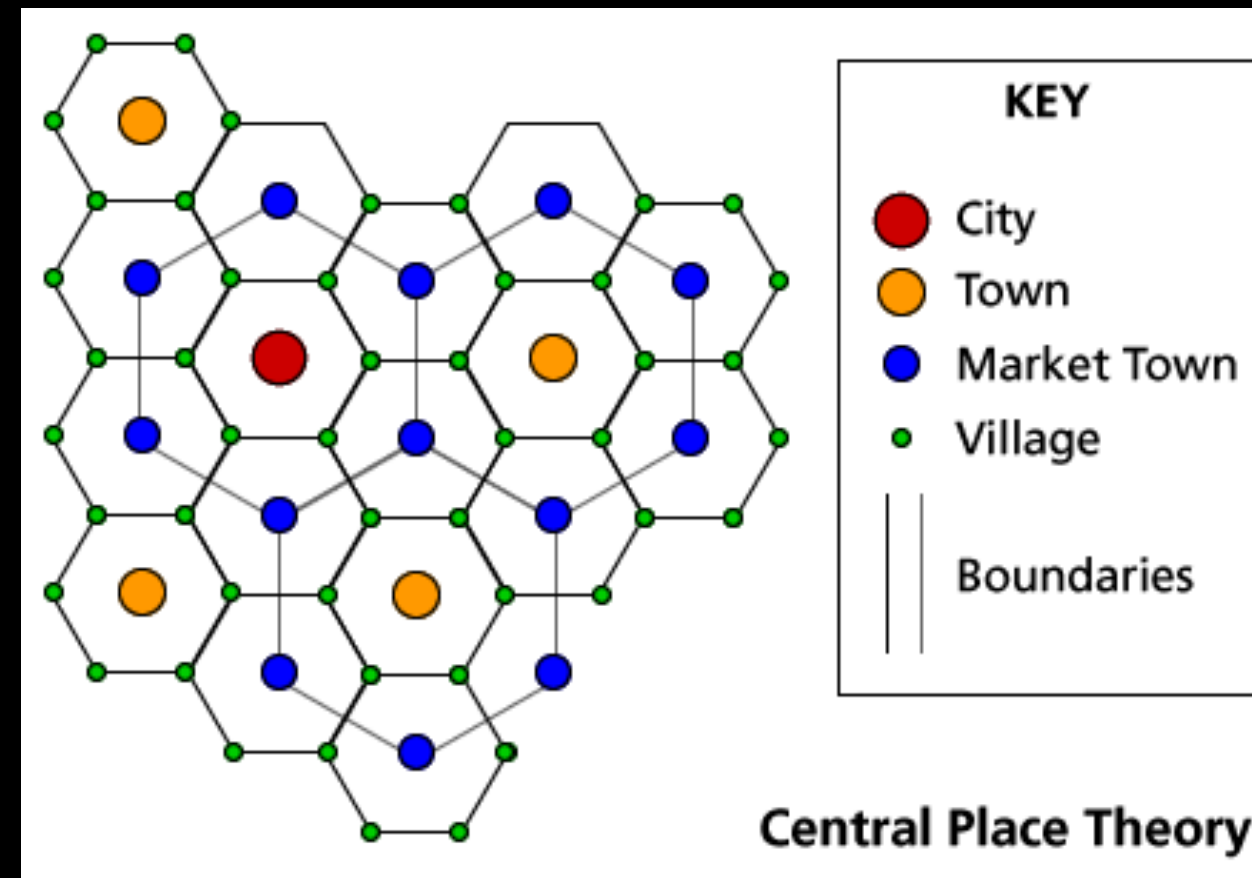 KEY
City
Town
Market Town
Village
Boundaries
Central Place Theory